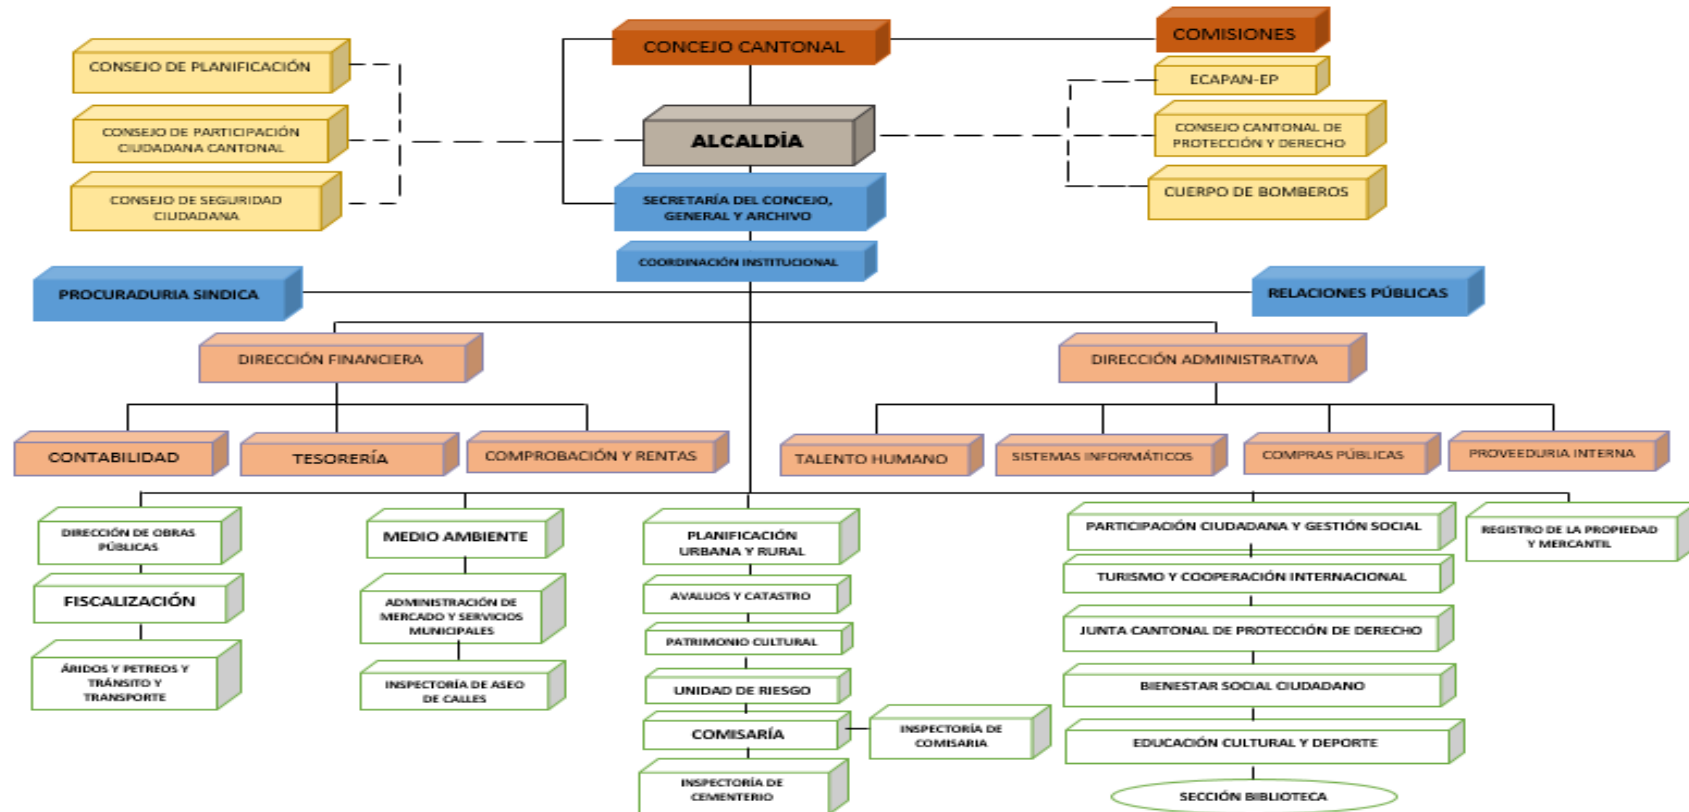 CONCEJO CANTONAL
COMISIONES
CONSEJO DE PLANIFICACIÓN
CONSEJO DE PARTICIPACIÓN
CIUDADANA CANTONAL
CONSEJO DE SEGURIDAD
CIUDADANA
ALCALDÌA
ECAPAN-EP
CONSEJO CANTONAL DE
PROTECCIÓN Y DERECHO
CUERPO DE BOMBEROS
SECRETARÍA DEL CONCEJO,
GENERAL Y ARCHIVO
COORDINACIÓN INSTITUCIONAL
PROCURADURIA SINDICA
RELACIONES PÚBLICAS
DIRECCIÓN FINANCIERA
DIRECCIÓN ADMINISTRATIVA
CONTABILIDAD
TESORERÍA
COMPROBACIÓN Y RENTAS
TALENTO HUMANO
SISTEMAS INFORMÁTICOS
COMPRAS PÚBLICAS
PROVEEDURIA INTERNA
DIRECCIÓN DE OBRAS
PÚBLICAS
FISCALIZACIÓN
ÁRIDOS Y PETREOS Y
TRÁNSITO Y
TRANSPORTE
MEDIO AMBIENTE
ADMINISTRACIÓN DE
MERCADO Y SERVICIOS
MUNICIPALES
INSPECTORÍA DE ASEO
DE CALLES
PLANIFICACIÓN
URBANA Y RURAL
AVALUOS Y CATASTRO
PATRIMONIO CULTURAL
UNIDAD DE RIESGO
COMISARÍA
INSPECTORÍA DE
COMISARIA
INSPECTORÍA DE
CEMENTERIO
PARTICIPACIÓN CIUDADANA Y GESTIÓN SOCIAL
TURISMO Y COOPERACIÓN INTERNACIONAL
JUNTA CANTONAL DE PROTECCIÓN DE DERECHO
BIENESTAR SOCIAL CIUDADANO
EDUCACIÓN CULTURAL Y DEPORTE
SECCIÓN BIBLIOTECA
REGISTRO DE LA PROPIEDAD
Y MERCANTIL